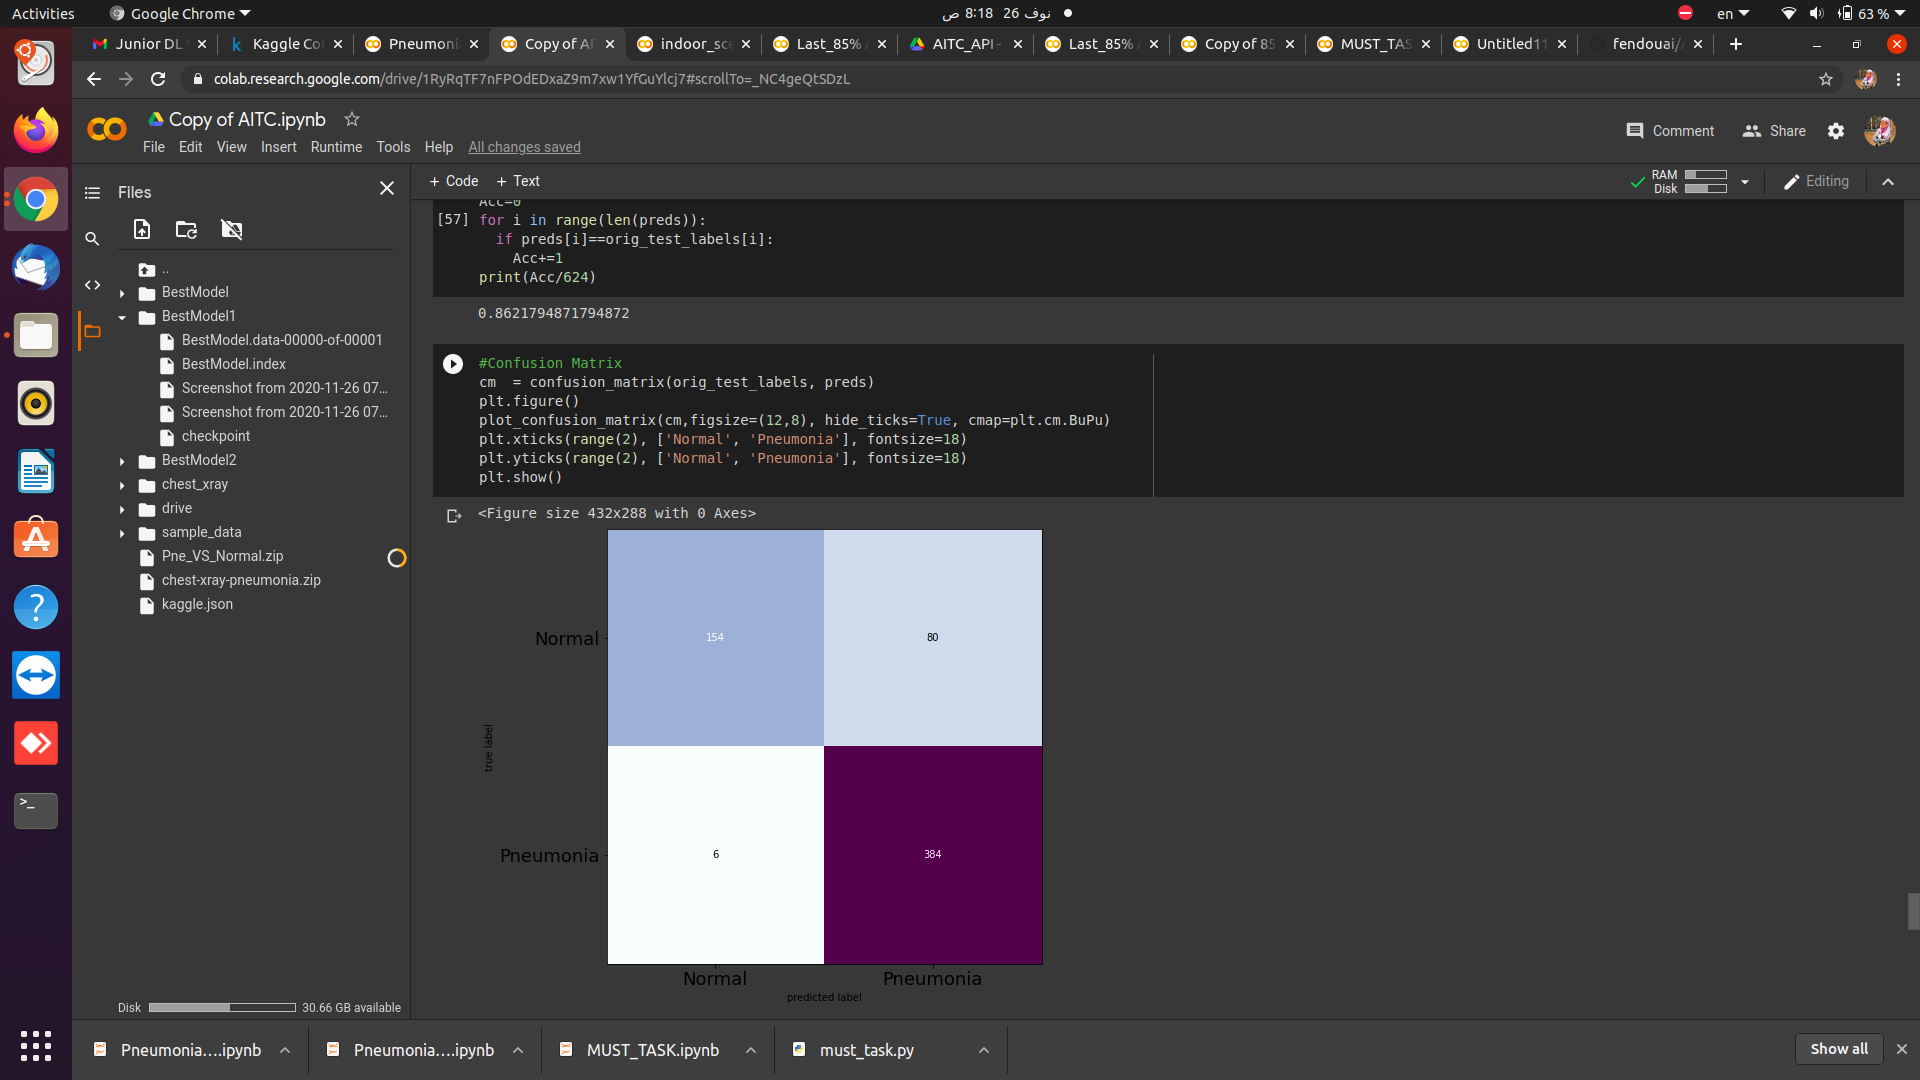 Activities
Google Chrome
ص 8:18 26 نوف
en
63 %
Junior DL
Kaggle Co
Pneumoni
Copy of AI
indoor_sce
Last_85%
AITC_API -
Last_85%
Copy of 85
MUST_TAS
Untitled11
fendouai/
colab.research.google.com/drive/1RyRqTF7nFPOdEDxaZ9m7xw1YfGuYlcj7#scrollTo=_NC4geQtSDzL
Copy of AITC.ipynb
File Edit View Insert Runtime Tools Help All changes saved
Comment
Share
Files
+ Code + Text
RAM
Disk
Editing
..
BestModel
BestModel1
BestModel.data-00000-of-00001
BestModel.index
Screenshot from 2020-11-26 07...
Screenshot from 2020-11-26 07...
checkpoint
BestModel2
chest_xray
drive
sample_data
Pne_VS_Normal.zip
chest-xray-pneumonia.zip
kaggle.json
Disk 30.66 GB available
Acc=0
[57] for i in range(len(preds)):
if preds[i]==orig_test_labels[i]:
Acc+=1
print(Acc/624)
0.8621794871794872
#Confusion Matrix
cm  = confusion_matrix(orig_test_labels, preds)
plt.figure()
plot_confusion_matrix(cm,figsize=(12,8), hide_ticks=True, cmap=plt.cm.BuPu)
plt.xticks(range(2), ['Normal', 'Pneumonia'], fontsize=18)
plt.yticks(range(2), ['Normal', 'Pneumonia'], fontsize=18)
plt.show()
<Figure size 432x288 with 0 Axes>
Normal
154
80
true label
Pneumonia
6
384
Normal
Pneumonia
predicted label
Pneumonia....ipynb
Pneumonia....ipynb
MUST_TASK.ipynb
must_task.py
Show all